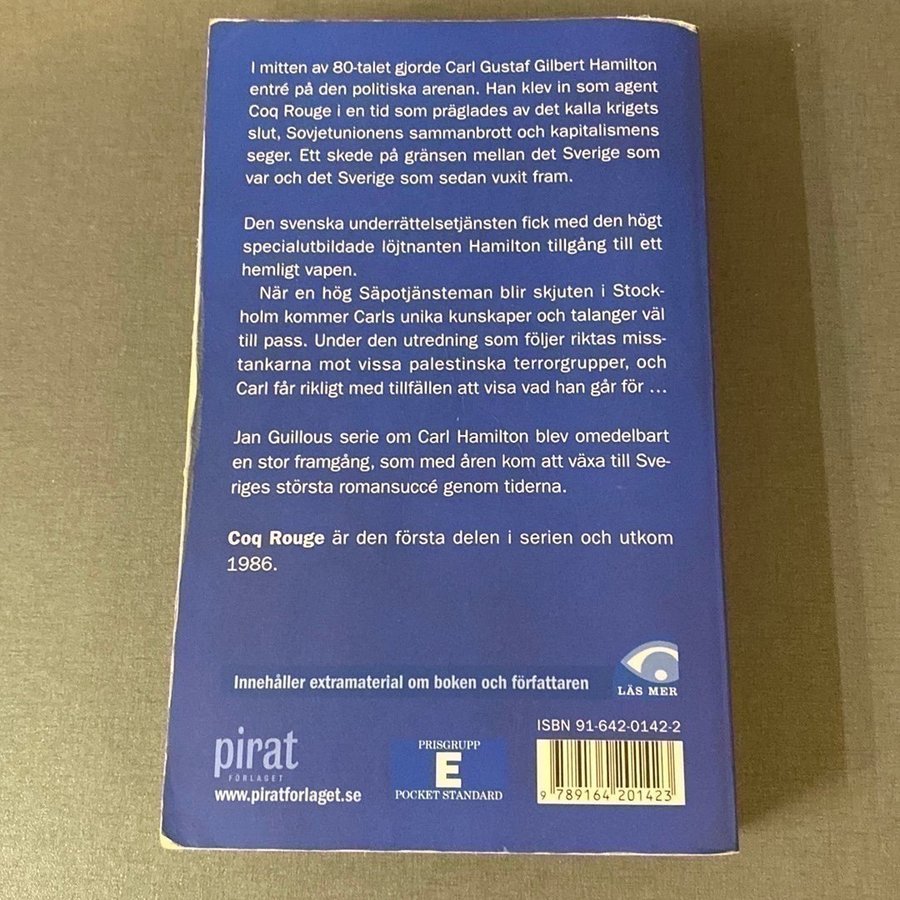 I mitten av 80-talet gjorde Carl Gustaf Gilbert Hamilton
entré på den politiska arenan. Han klev in som agent
Coq Rouge i en tid som präglades av det kalla krigets
slut, Sovjetunionens sammanbrott och kapitalismens
seger. Ett skede på gränsen mellan det Sverige som
var och det Sverige som sedan vuxit fram.
Den svenska underrättelsetjänsten fick med den högt
specialutbildade löjtnanten Hamilton tillgång till ett
hemligt vapen.
När en hög Säpotjänsteman blir skjuten i Stock-
holm kommer Carls unika kunskaper och talanger väl
till pass. Under den utredning som följer riktas miss-
tankarna mot vissa palestinska terrorgrupper, och
Carl får rikligt med tillfällen att visa vad han går för ...
Jan Guillous serie om Carl Hamilton blev omedelbart
en stor framgång, som med åren kom att växa till Sve-
riges största romansuccé genom tiderna.
Coq Rouge är den första delen i serien och utkom
1986.
Innehåller extramaterial om boken och författaren
LÄS MER
pirat
FÖRLAGET
www.piratforlaget.se
PRISGRUPP
E
POCKET STANDARD
ISBN 91-642-0142-2
9 789164 201423